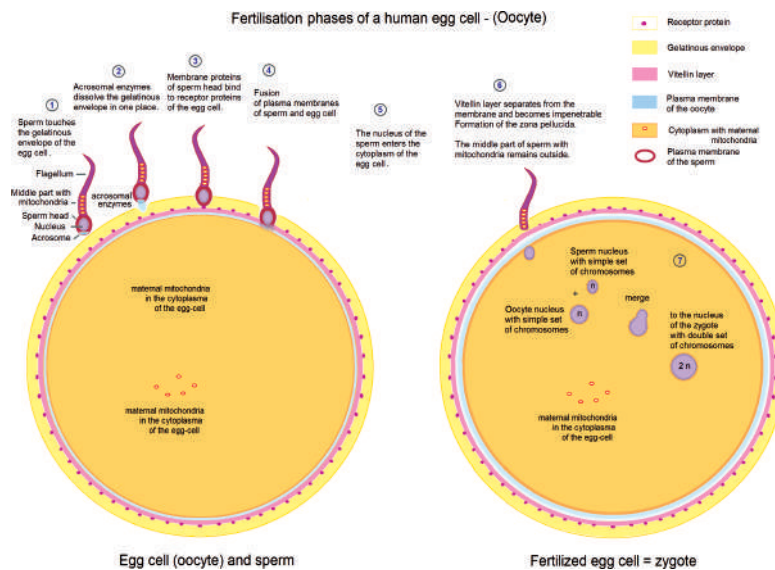 Fertilisation phases of a human egg cell - (Oocyte)
1
Sperm touches
the gelatinous
envelope of the
egg cell.
2
Acrosomal enzymes
dissolve the gelatinous
envelope in one place.
3
Membrane proteins
of sperm head bind
to receptor proteins
of the egg cell.
4
Fusion
of plasma membranes
of sperm and egg cell
5
The nucleus of the
sperm enters the
cytoplasm of the
egg cell.
Flagellum
Middle part with
mitochondria
Sperm head
Nucleus
Acrosome
acrosomal
enzymes
maternal mitochondria
in the cytoplasma
of the egg-cell
maternal mitochondria
in the cytoplasma
of the egg-cell
Egg cell (oocyte) and sperm
6
Vitellin layer separates from the
membrane and becomes impenetrable
Formation of the zona pellucida.
The middle part of sperm with
mitochondria remains outside.
7
Sperm nucleus
with simple set
of chromosomes
+
n
Oocyte nucleus
with simple set
of chromosomes
n
merge
to the nucleus
of the zygote
with double set
of chromosomes
2 n
maternal mitochondria
in the cytoplasma
of the egg-cell
Fertilized egg cell = zygote
Receptor protein
Gelatinous envelope
Vitellin layer
Plasma membrane
of the oocyte
Cytoplasm with maternal
mitochondria
Plasma membrane
of the sperm